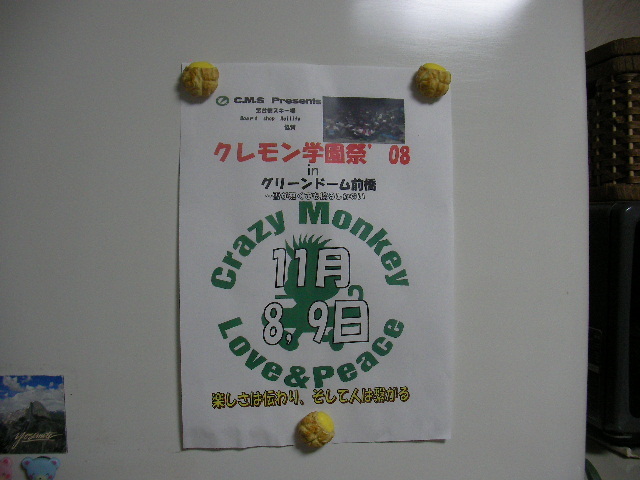 C.M.S Presents
協賛
クレモン学園祭' 08
in
グリーンドーム前橋
Crazy Monkey
11月
8,9日
Love&Peace
楽しさは伝わり、そして人は繋がる